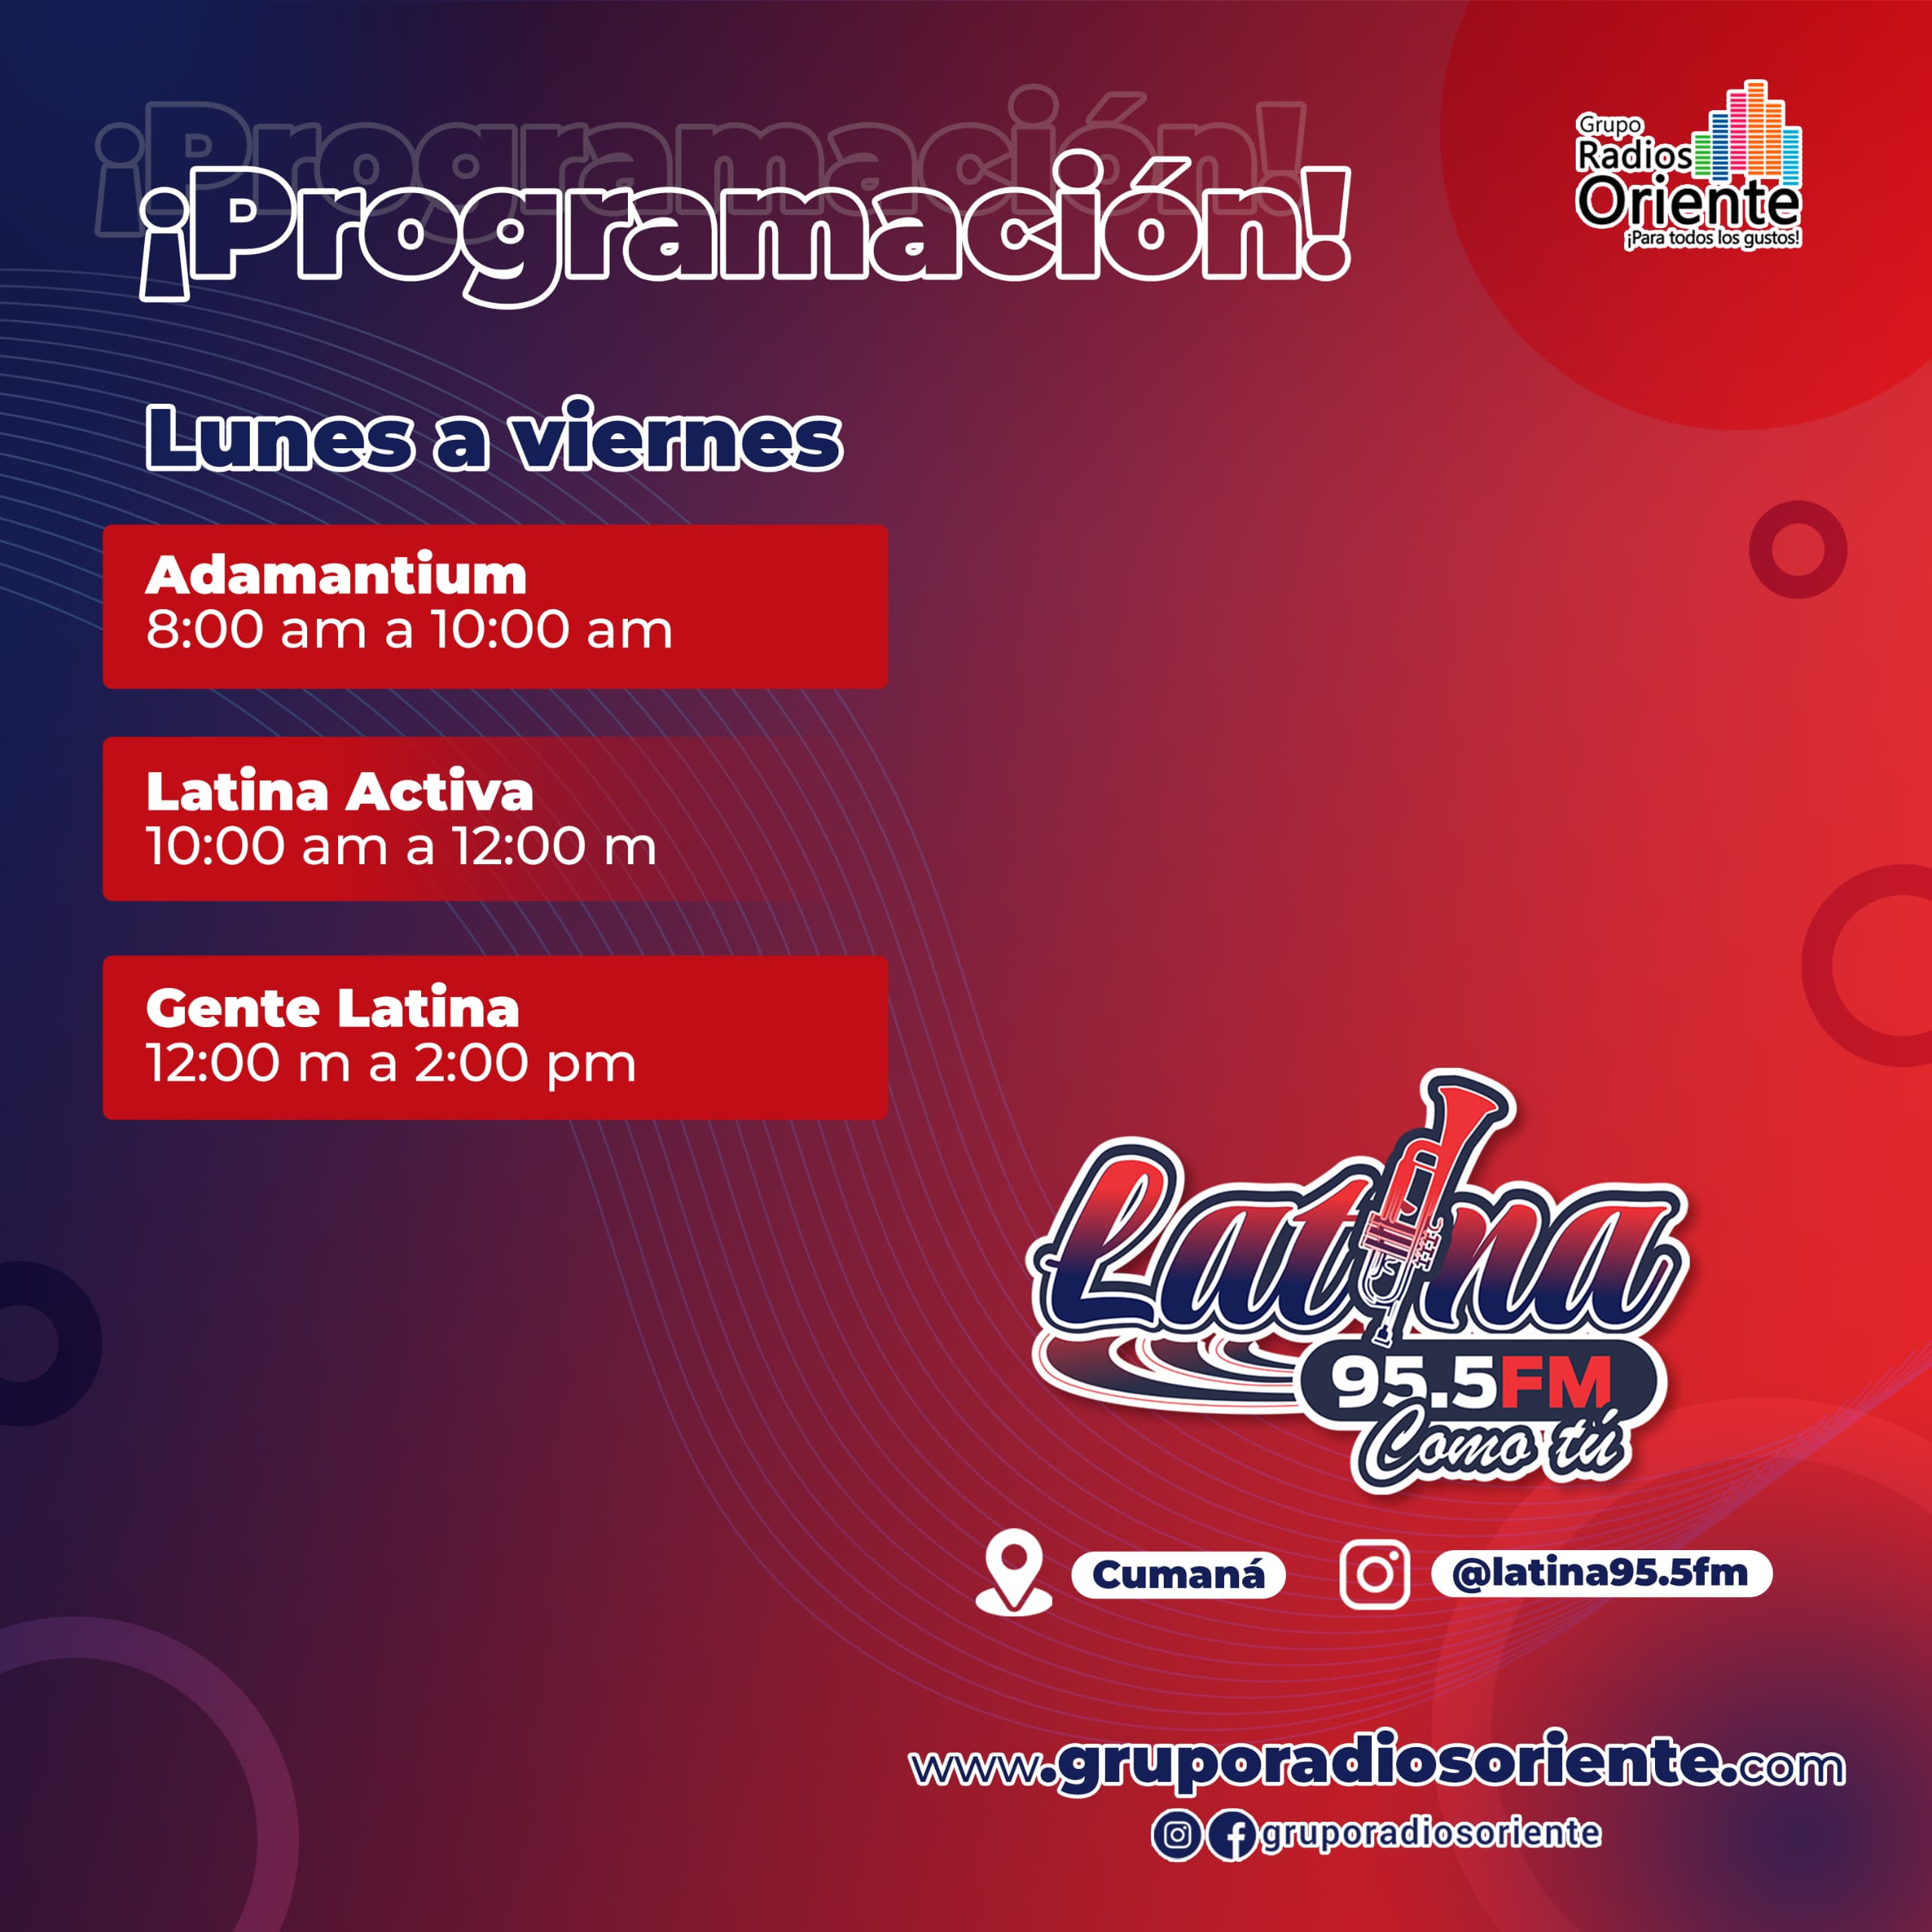 ¡Programación!
¡Programación!
Grupo
Radios
Oriente
¡Para todos los gustos!
Lunes a viernes
Adamantium
8:00 am a 10:00 am
Latina Activa
10:00 am a 12:00 m
Gente Latina
12:00 m a 2:00 pm
Latina
95.5FM
Como tú
Cumaná
@latina95.5fm
www.gruporadiosoriente.com
gruporadiosoriente